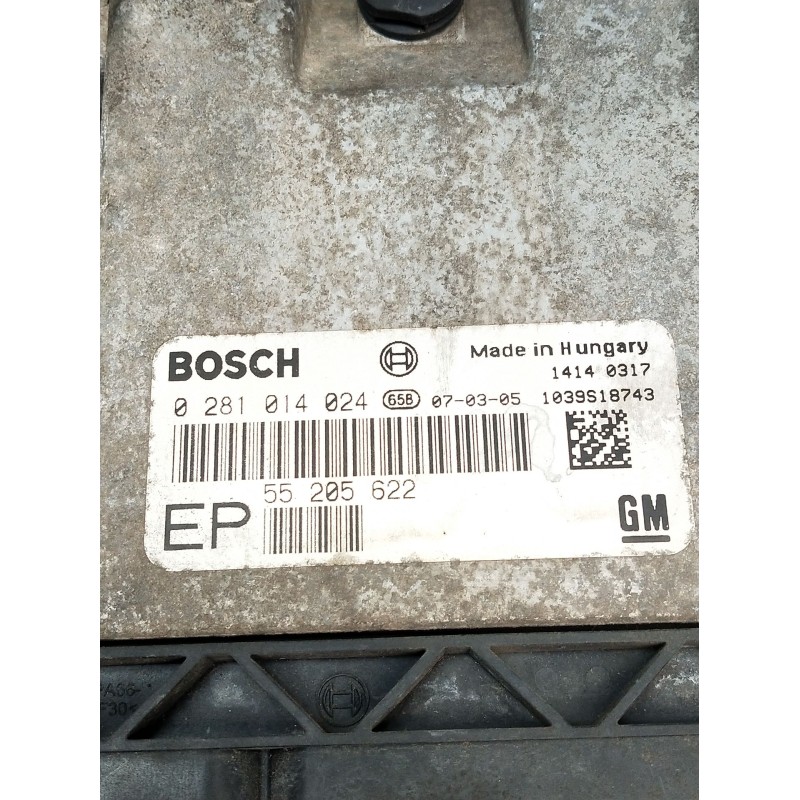 BOSCH
Made in Hungary
1414 0317
0 281 014 024 65B 07-03-05 1039S18743
55 205 622
EP
GM